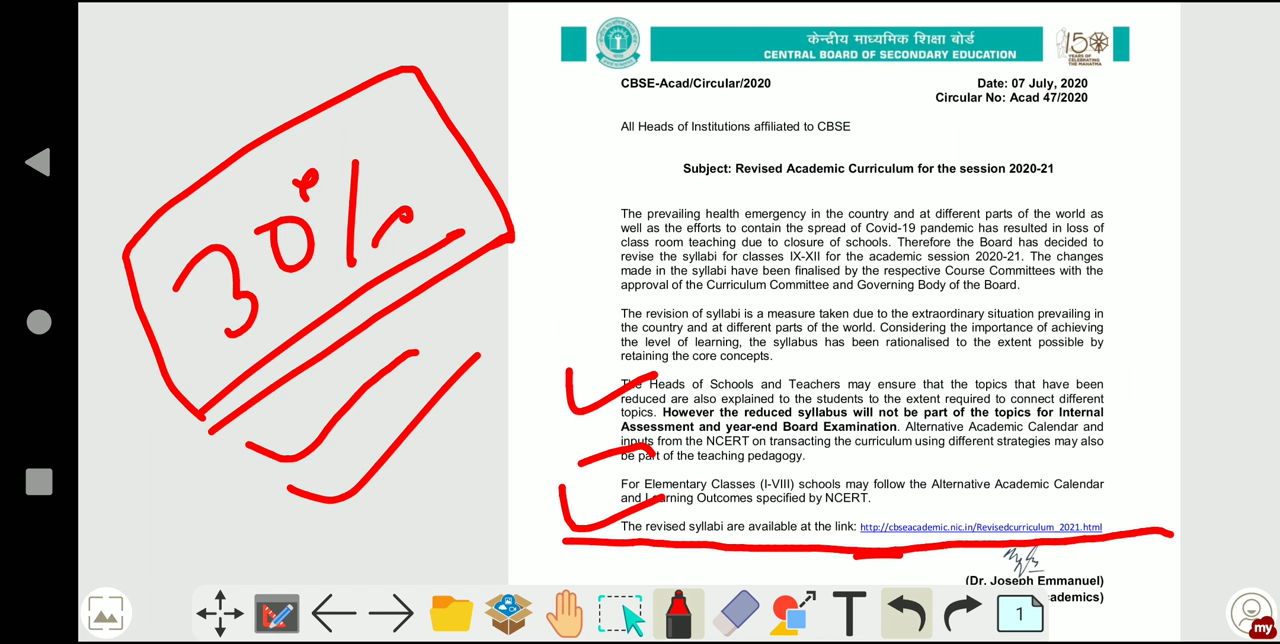 30%
केन्द्रीय माध्यमिक शिक्षा बोर्ड
CENTRAL BOARD OF SECONDARY EDUCATION
150
YEARS OF
CELEBRATING
THE MAHATMA
CBSE-Acad/Circular/2020
Date: 07 July, 2020
Circular No: Acad 47/2020
All Heads of Institutions affiliated to CBSE
Subject: Revised Academic Curriculum for the session 2020-21
The prevailing health emergency in the country and at different parts of the world as
well as the efforts to contain the spread of Covid-19 pandemic has resulted in loss of
class room teaching due to closure of schools. Therefore the Board has decided to
revise the syllabi for classes IX-XII for the academic session 2020-21. The changes
made in the syllabi have been finalised by the respective Course Committees with the
approval of the Curriculum Committee and Governing Body of the Board.
The revision of syllabi is a measure taken due to the extraordinary situation prevailing in
the country and at different parts of the world. Considering the importance of achieving
the level of learning, the syllabus has been rationalised to the extent possible by
retaining the core concepts.
The Heads of Schools and Teachers may ensure that the topics that have been
reduced are also explained to the students to the extent required to connect different
topics. However the reduced syllabus will not be part of the topics for Internal
Assessment and year-end Board Examination. Alternative Academic Calendar and
inputs from the NCERT on transacting the curriculum using different strategies may also
be part of the teaching pedagogy.
For Elementary Classes (I-VIII) schools may follow the Alternative Academic Calendar
and Learning Outcomes specified by NCERT.
The revised syllabi are available at the link: http://cbseacademic.nic.in/Revisedcurriculum_2021.html
(Dr. Joseph Emmanuel)
ademics)
T
1
my